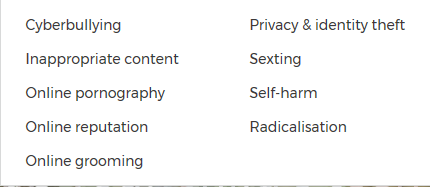 Cyberbullying
Inappropriate content
Online pornography
Online reputation
Online grooming
Privacy & identity theft
Sexting
Self-harm
Radicalisation